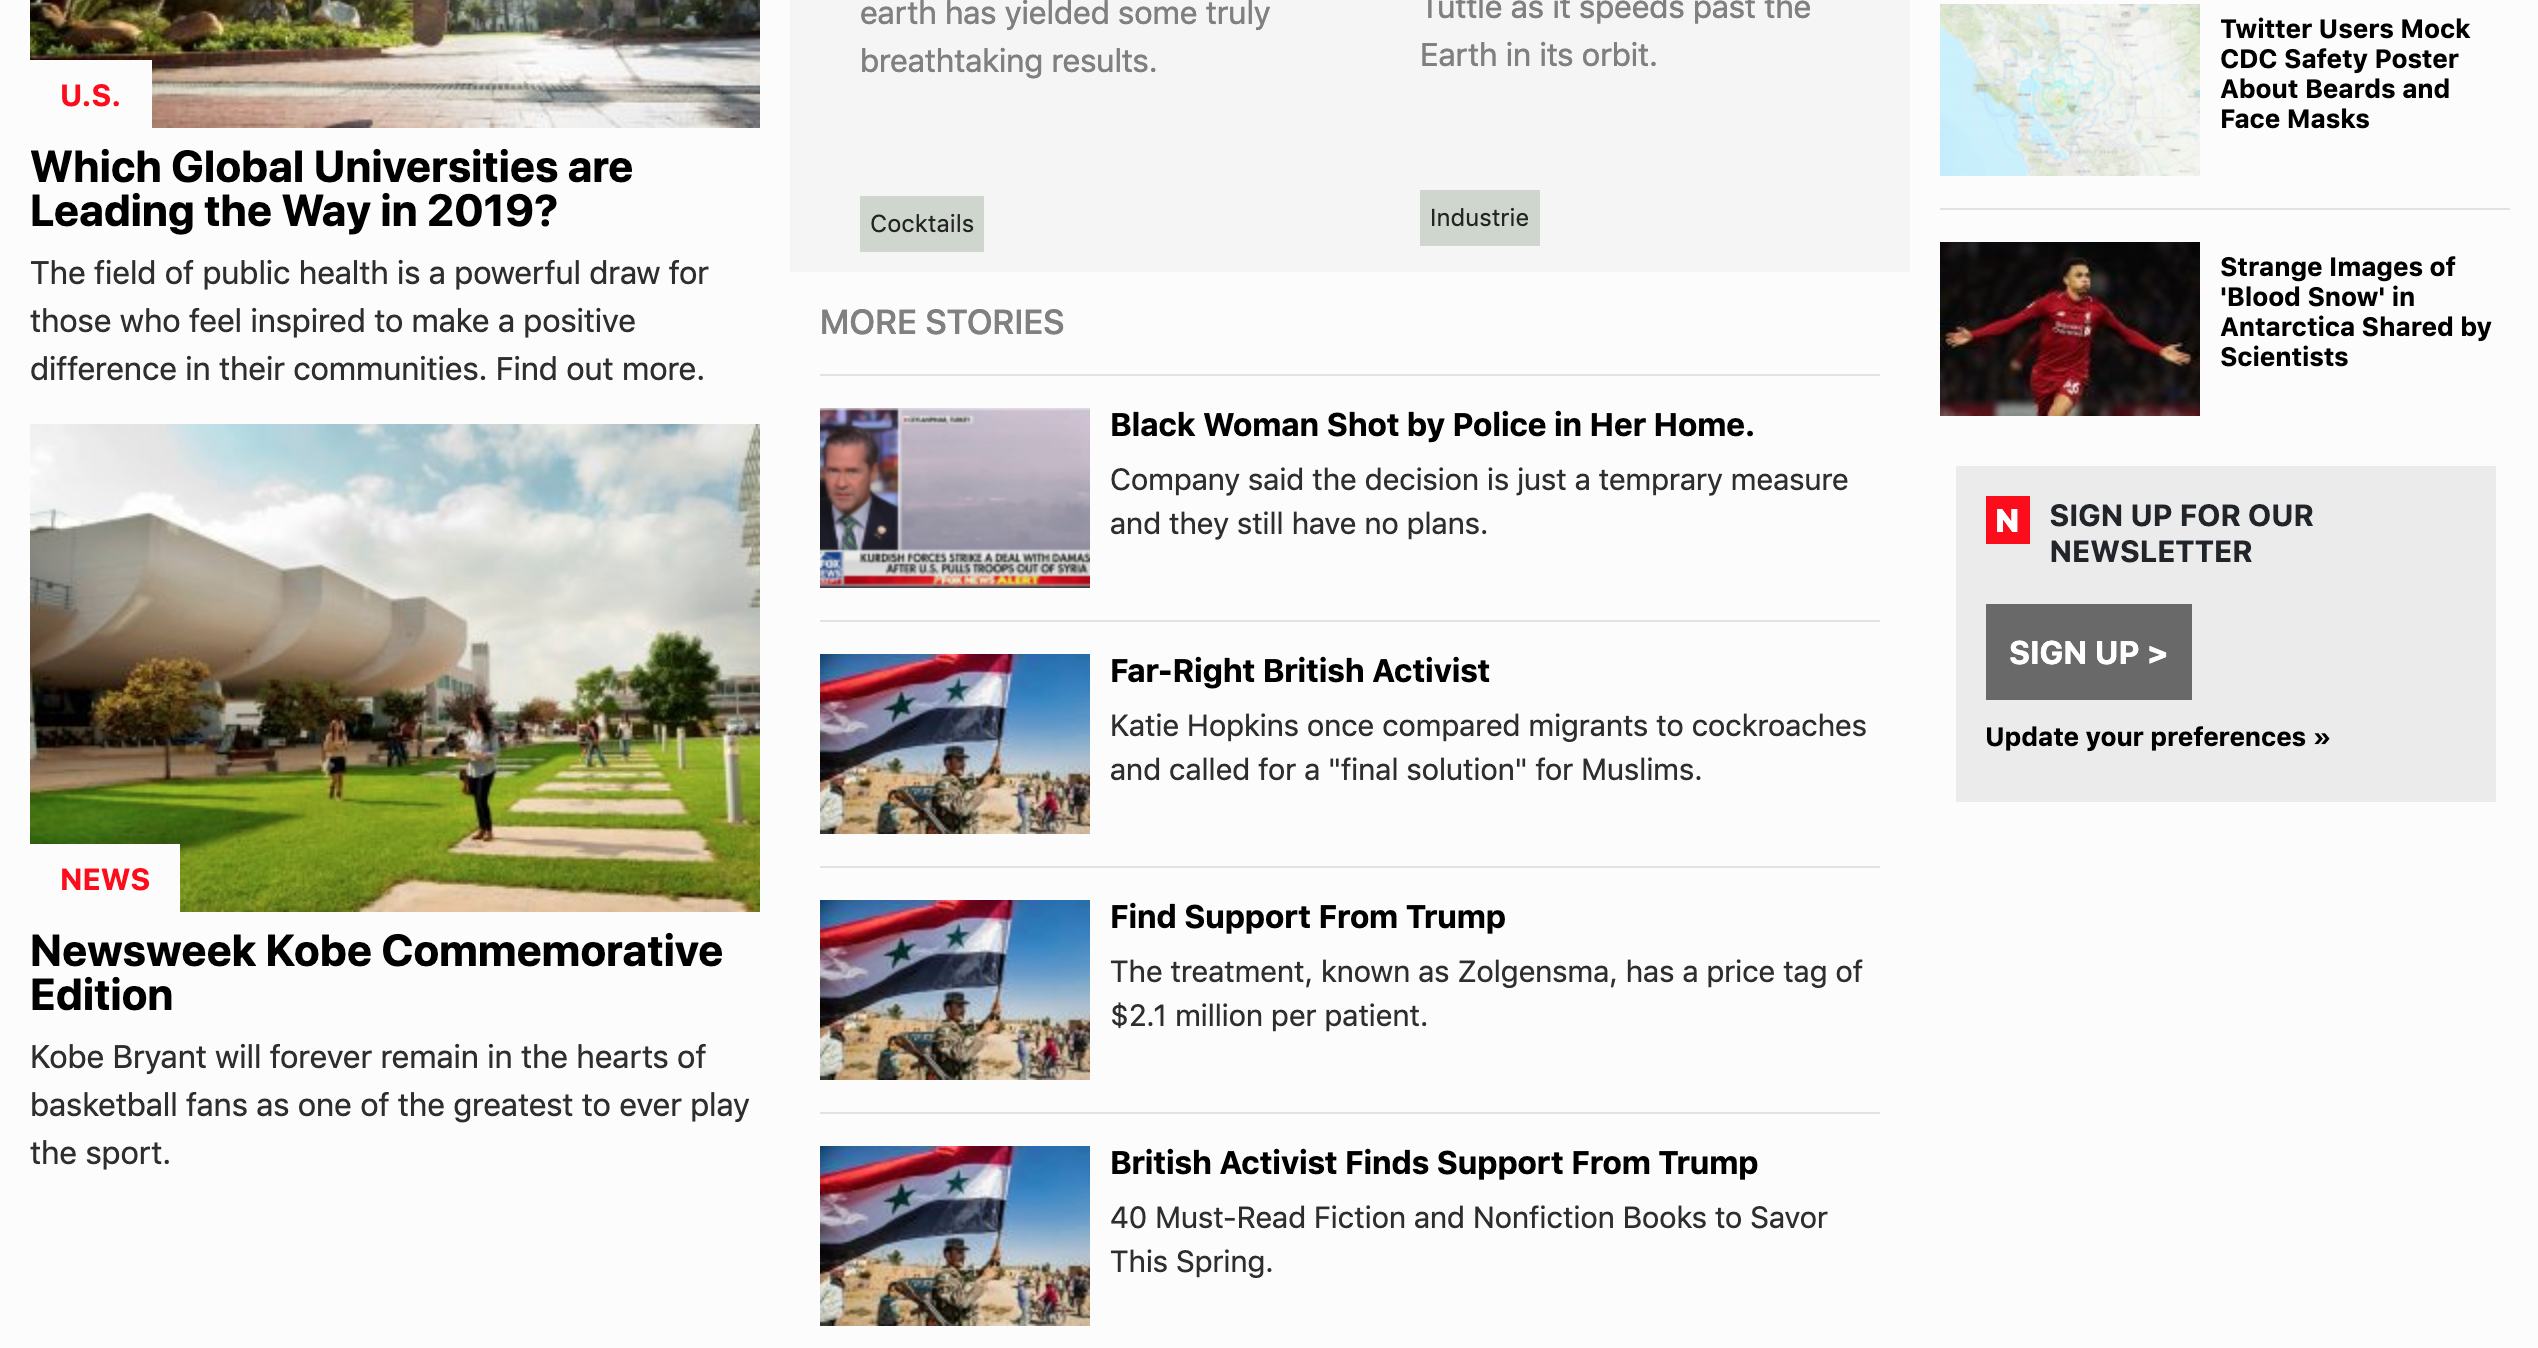 U.S.
Which Global Universities are
Leading the Way in 2019?
The field of public health is a powerful draw for
those who feel inspired to make a positive
difference in their communities. Find out more.
NEWS
Newsweek Kobe Commemorative
Edition
Kobe Bryant will forever remain in the hearts of
basketball fans as one of the greatest to ever play
the sport.
earth has yielded some truly
breathtaking results.
Cocktails
Tuttle as it speeds past the
Earth in its orbit.
Industrie
MORE STORIES
KURDISH FORCES STRIKE A DEAL WITH DAMAS
AFTER U.S. PULLS TROOPS OUT OF SYRIA
FOX NEWS ALERT
Black Woman Shot by Police in Her Home.
Company said the decision is just a temprary measure
and they still have no plans.
Far-Right British Activist
Katie Hopkins once compared migrants to cockroaches
and called for a "final solution" for Muslims.
Find Support From Trump
The treatment, known as Zolgensma, has a price tag of
$2.1 million per patient.
British Activist Finds Support From Trump
40 Must-Read Fiction and Nonfiction Books to Savor
This Spring.
Twitter Users Mock
CDC Safety Poster
About Beards and
Face Masks
Strange Images of
'Blood Snow' in
Antarctica Shared by
Scientists
N
SIGN UP FOR OUR
NEWSLETTER
SIGN UP >
Update your preferences »